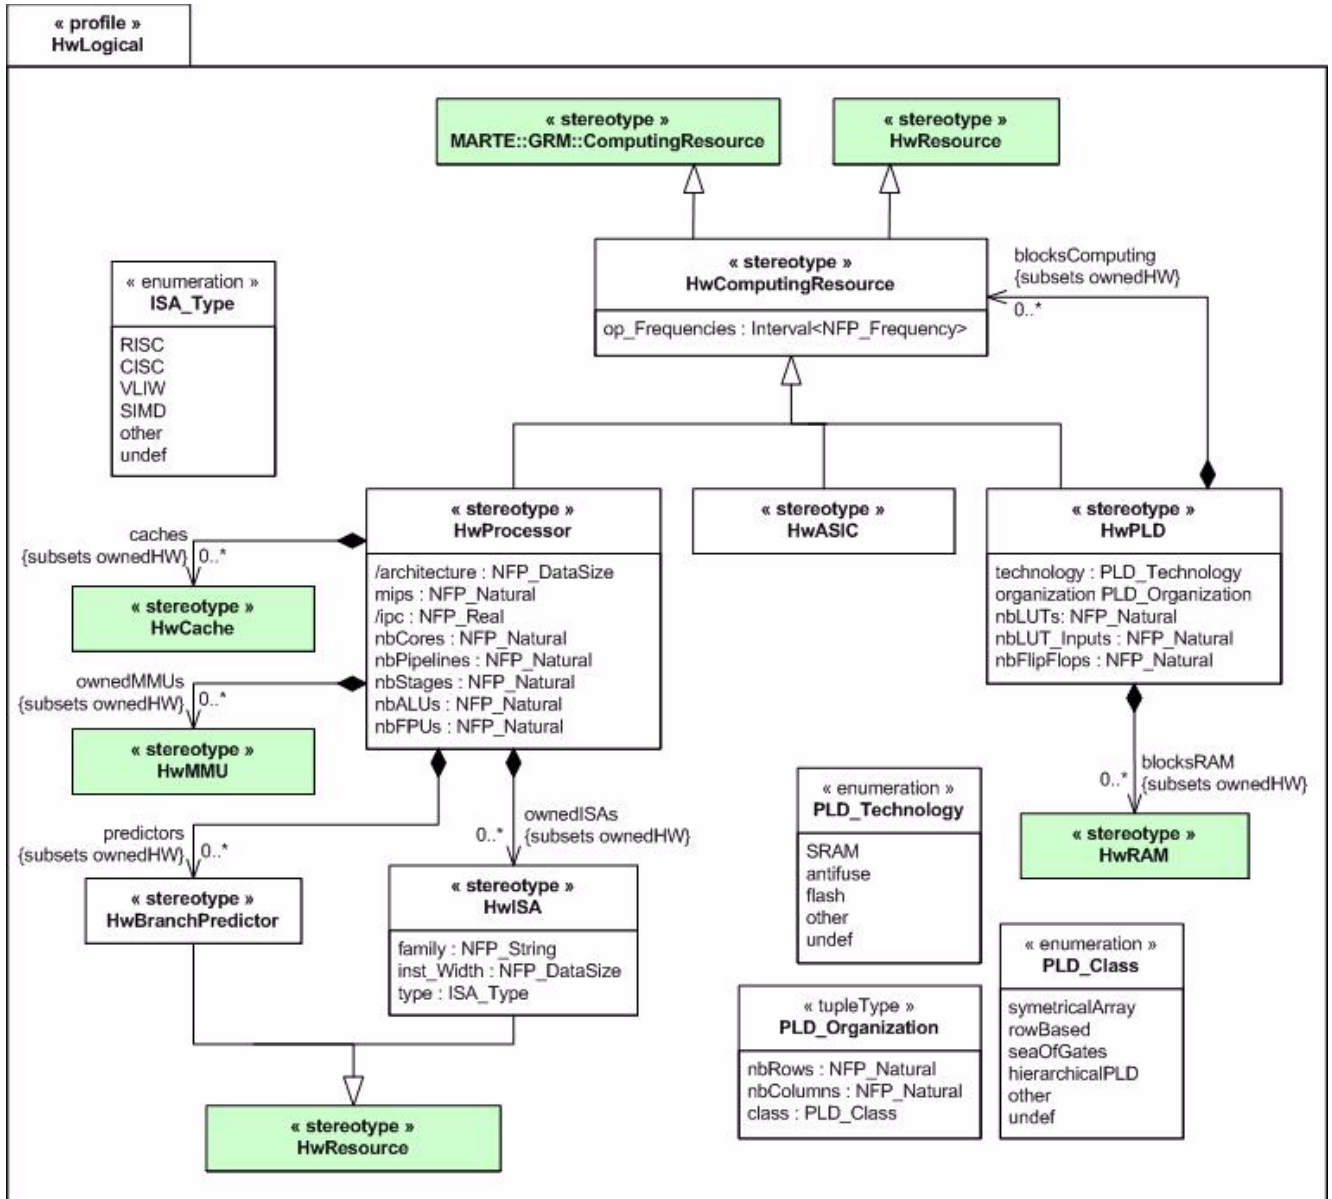 « profile »
HwLogical
« stereotype »
MARTE::GRM::ComputingResource
« stereotype »
HwResource
« stereotype »
HwComputingResource
op_Frequencies : Interval<NFP_Frequency>
blocksComputing
{subsets ownedHW}
0..*
« enumeration »
ISA_Type
RISC
CISC
VLIW
SIMD
other
undef
« stereotype »
HwProcessor
/architecture : NFP_DataSize
mips : NFP_Natural
/ipc : NFP_Real
nbCores : NFP_Natural
nbPipelines : NFP_Natural
nbStages : NFP_Natural
nbALUs : NFP_Natural
nbFPUs : NFP_Natural
« stereotype »
HwASIC
« stereotype »
HwPLD
technology : PLD_Technology
organization PLD_Organization
nbLUTs: NFP_Natural
nbLUT_Inputs : NFP_Natural
nbFlipFlops : NFP_Natural
caches
{subsets ownedHW}
0..*
« stereotype »
HwCache
ownedMMUs
{subsets ownedHW}
0..*
« stereotype »
HwMMU
predictors
{subsets ownedHW}
0..*
« stereotype »
HwBranchPredictor
ownedISAs
0..*
{subsets ownedHW}
« stereotype »
HwISA
family : NFP_String
inst_Width : NFP_DataSize
type : ISA_Type
« stereotype »
HwResource
blocksRAM
0..*
{subsets ownedHW}
« stereotype »
HwRAM
« enumeration »
PLD_Technology
SRAM
antifuse
flash
other
undef
« enumeration »
PLD_Class
symetricalArray
rowBased
seaOfGates
hierarchicalPLD
other
undef
« tupleType »
PLD_Organization
nbRows : NFP_Natural
nbColumns : NFP_Natural
class : PLD_Class